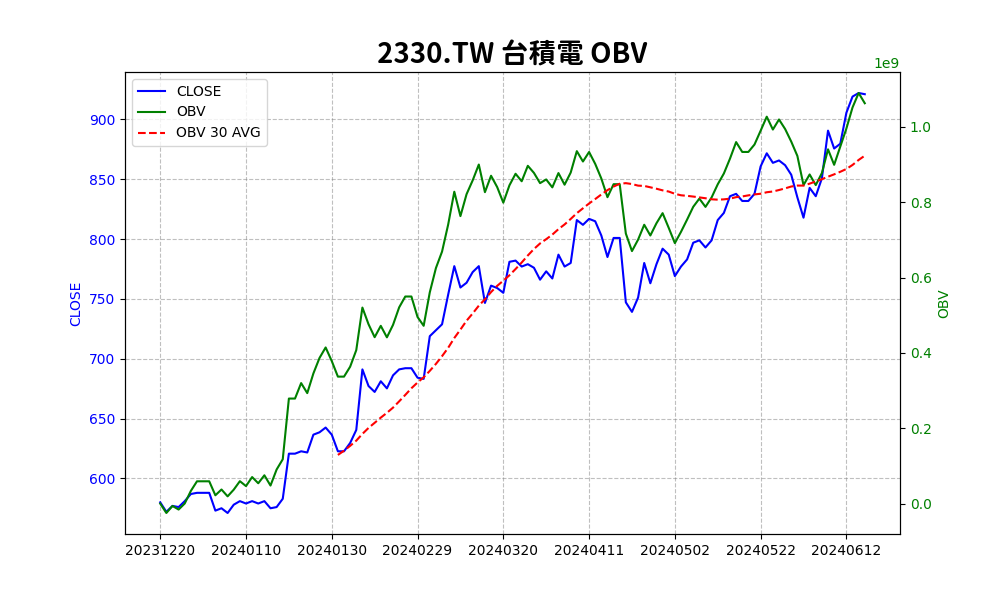 2330.TW 台積電 OBV
1e9
CLOSE
OBV
OBV 30 AVG
900
850
800
750
700
650
600
CLOSE
1.0
0.8
0.6
0.4
0.2
0.0
OBV
20231220 20240110 20240130 20240229 20240320 20240411 20240502 20240522 20240612